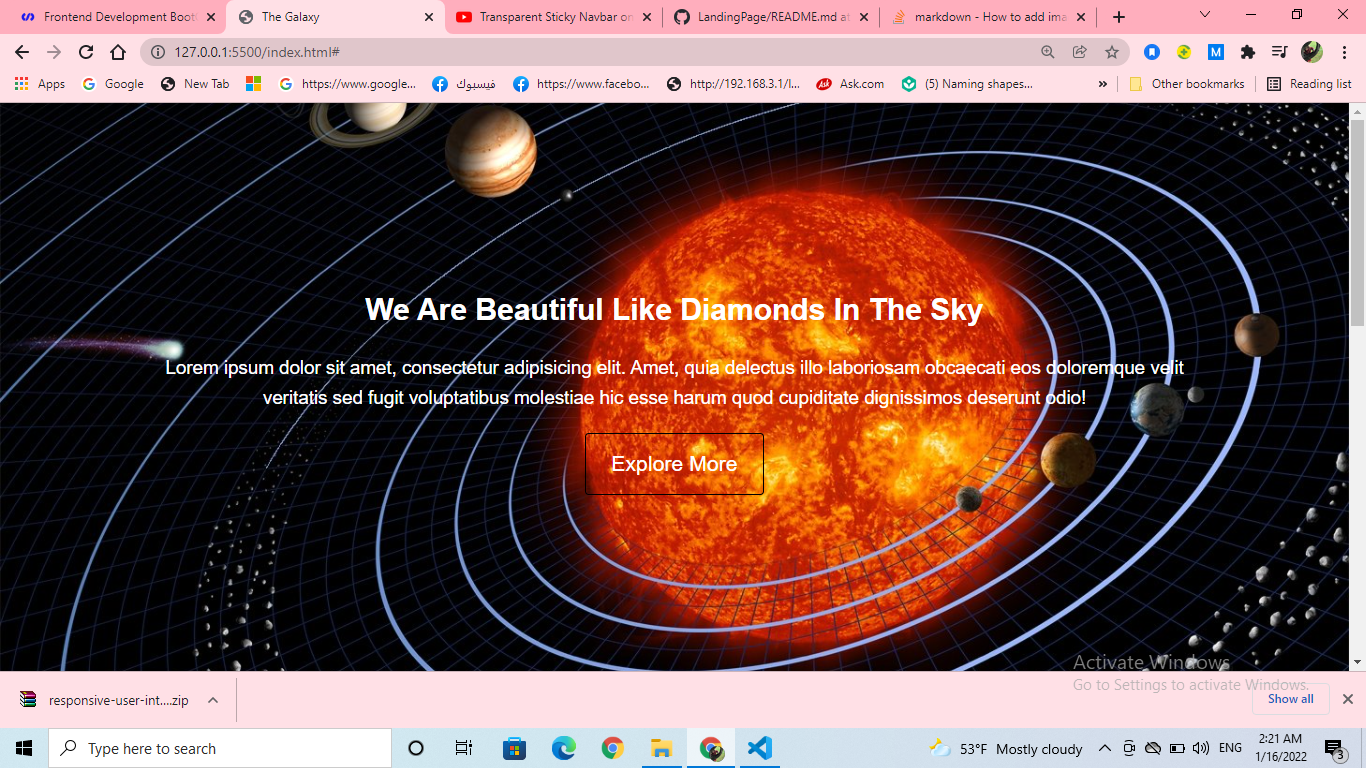 Frontend Development Boot
The Galaxy
Transparent Sticky Navbar on
LandingPage/README.md at
markdown - How to add ima
127.0.0.1:5500/index.html#
Apps
Google
New Tab
https://www.google...
فيسبوك
https://www.facebo...
http://192.168.3.1/l...
Ask.com
(5) Naming shapes...
»
Other bookmarks
Reading list
We Are Beautiful Like Diamonds In The Sky
Lorem ipsum dolor sit amet, consectetur adipisicing elit. Amet, quia delectus illo laboriosam obcaecati eos doloremque velit
veritatis sed fugit voluptatibus molestiae hic esse harum quod cupiditate dignissimos deserunt odio!
Explore More
Activate Windows
Go to Settings to activate Windows.
responsive-user-int....zip
Show all
Type here to search
53°F Mostly cloudy
ENG
2:21 AM
1/16/2022
3